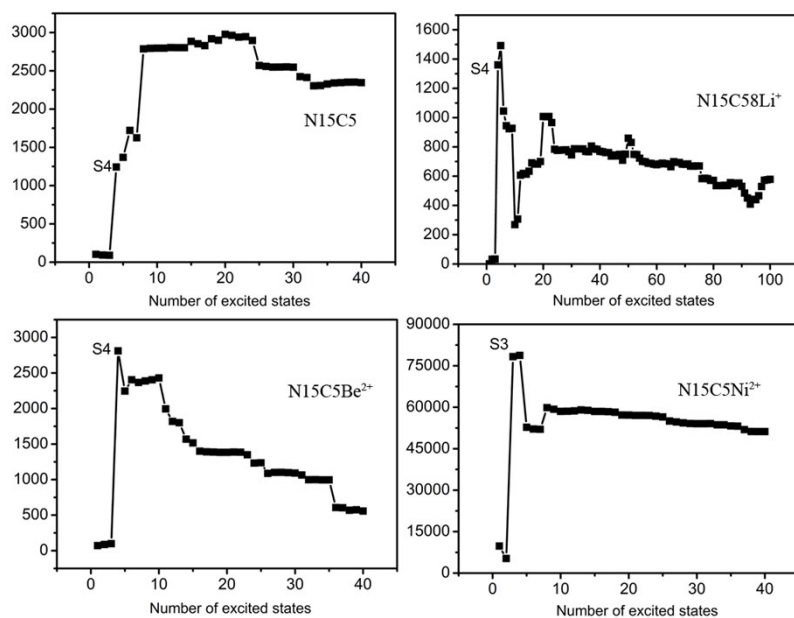 3000
2500
2000
1500
1000
500
0
S4
N15C5
0 10 20 30 40
Number of excited states
1600
1400
1200
1000
800
600
400
200
0
S4
N15C58Li⁺
0 20 40 60 80 100
Number of excited states
3000
2500
2000
1500
1000
500
0
S4
N15C5Be²⁺
0 10 20 30 40
Number of excited states
90000
75000
60000
45000
30000
15000
0
S3
N15C5Ni²⁺
0 10 20 30 40
Number of excited states